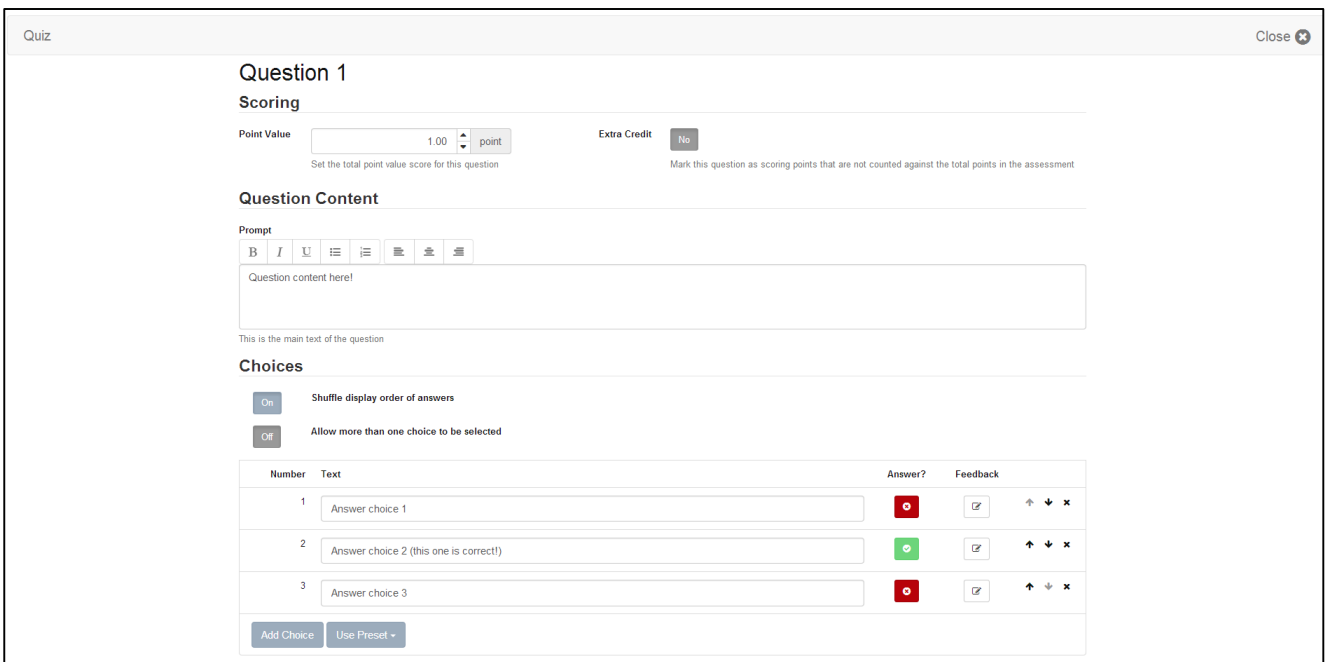 Quiz Close
Question 1
Scoring
Point Value 1.00 point Extra Credit No
Set the total point value score for this question Mark this question as scoring points that are not counted against the total points in the assessment
Question Content
Prompt
B I U
Question content here!
This is the main text of the question
Choices
On Shuffle display order of answers
Off Allow more than one choice to be selected
Number Text Answer? Feedback
1 Answer choice 1
2 Answer choice 2 (this one is correct!)
3 Answer choice 3
Add Choice Use Preset